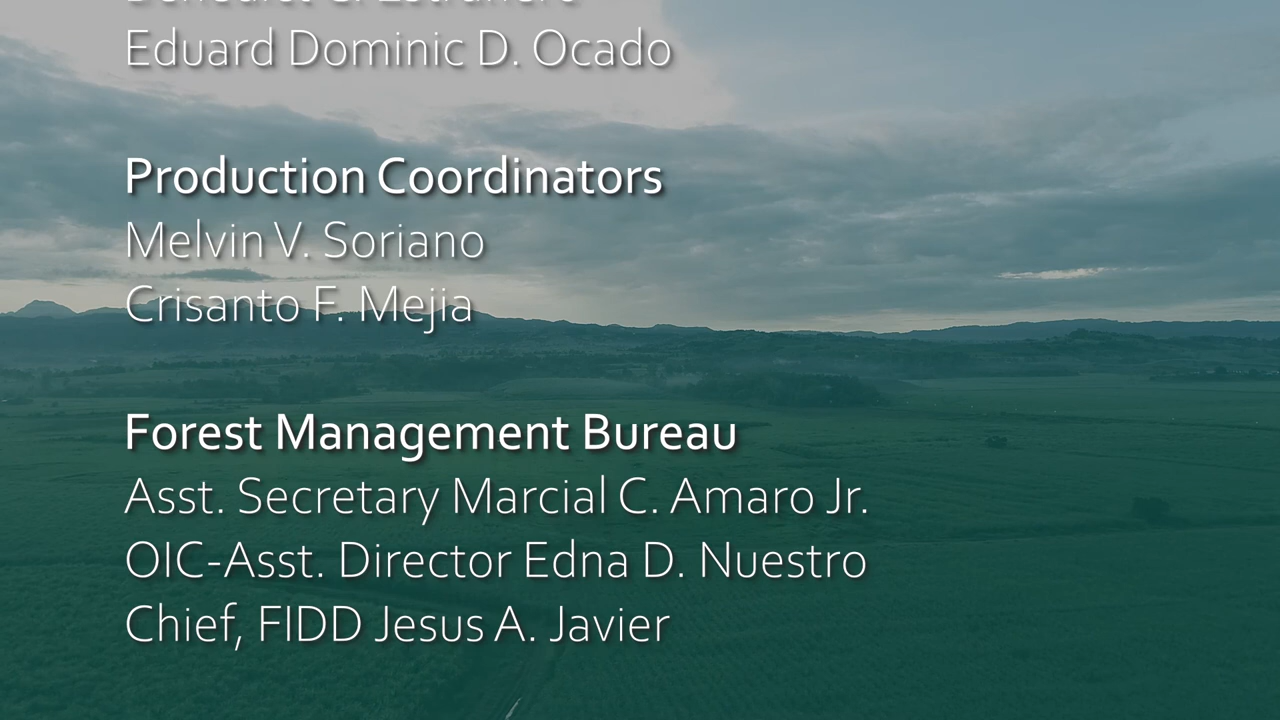 Eduard Dominic D. Ocado
Production Coordinators
Melvin V. Soriano
Crisanto F. Mejia
Forest Management Bureau
Asst. Secretary Marcial C. Amaro Jr.
OIC-Asst. Director Edna D. Nuestro
Chief, FIDD Jesus A. Javier